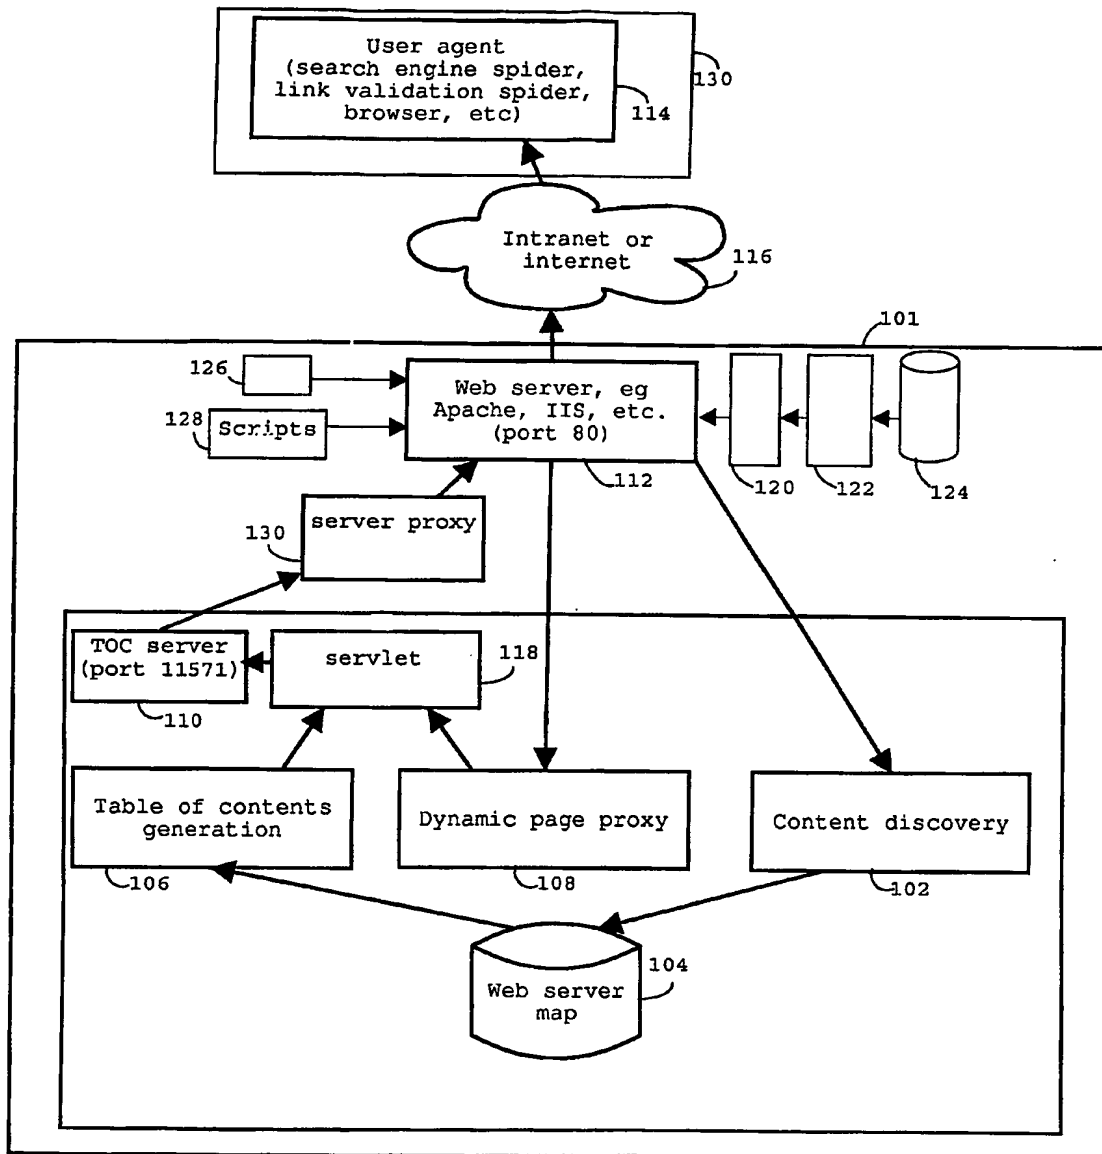 User agent
(search engine spider,
link validation spider,
browser, etc)
130
114
Intranet or
internet
116
101
126
Web server, eg
Apache, IIS, etc.
(port 80)
128
Scripts
112
120
122
124
server proxy
130
TOC server
(port 11571)
servlet
118
110
Table of contents
generation
Dynamic page proxy
Content discovery
106
108
102
104
Web server
map